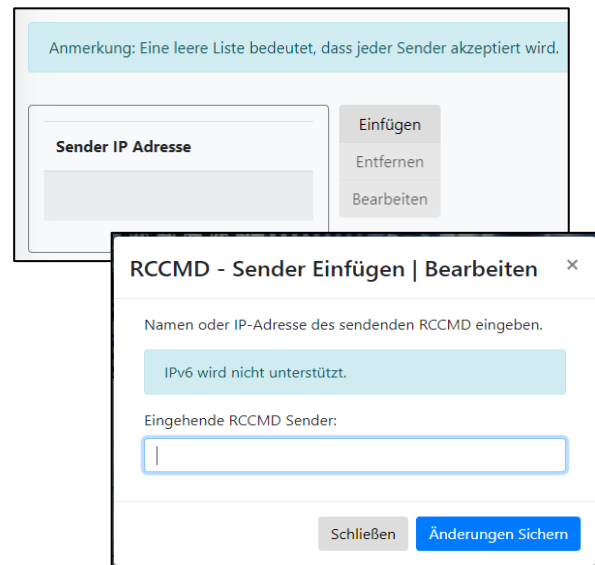 Anmerkung: Eine leere Liste bedeutet, dass jeder Sender akzeptiert wird.
Sender IP Adresse
Einfügen
Entfernen
Bearbeiten
RCCMD - Sender Einfügen | Bearbeiten ×
Namen oder IP-Adresse des sendenden RCCMD eingeben.
IPv6 wird nicht unterstützt.
Eingehende RCCMD Sender:
Schließen
Änderungen Sichern